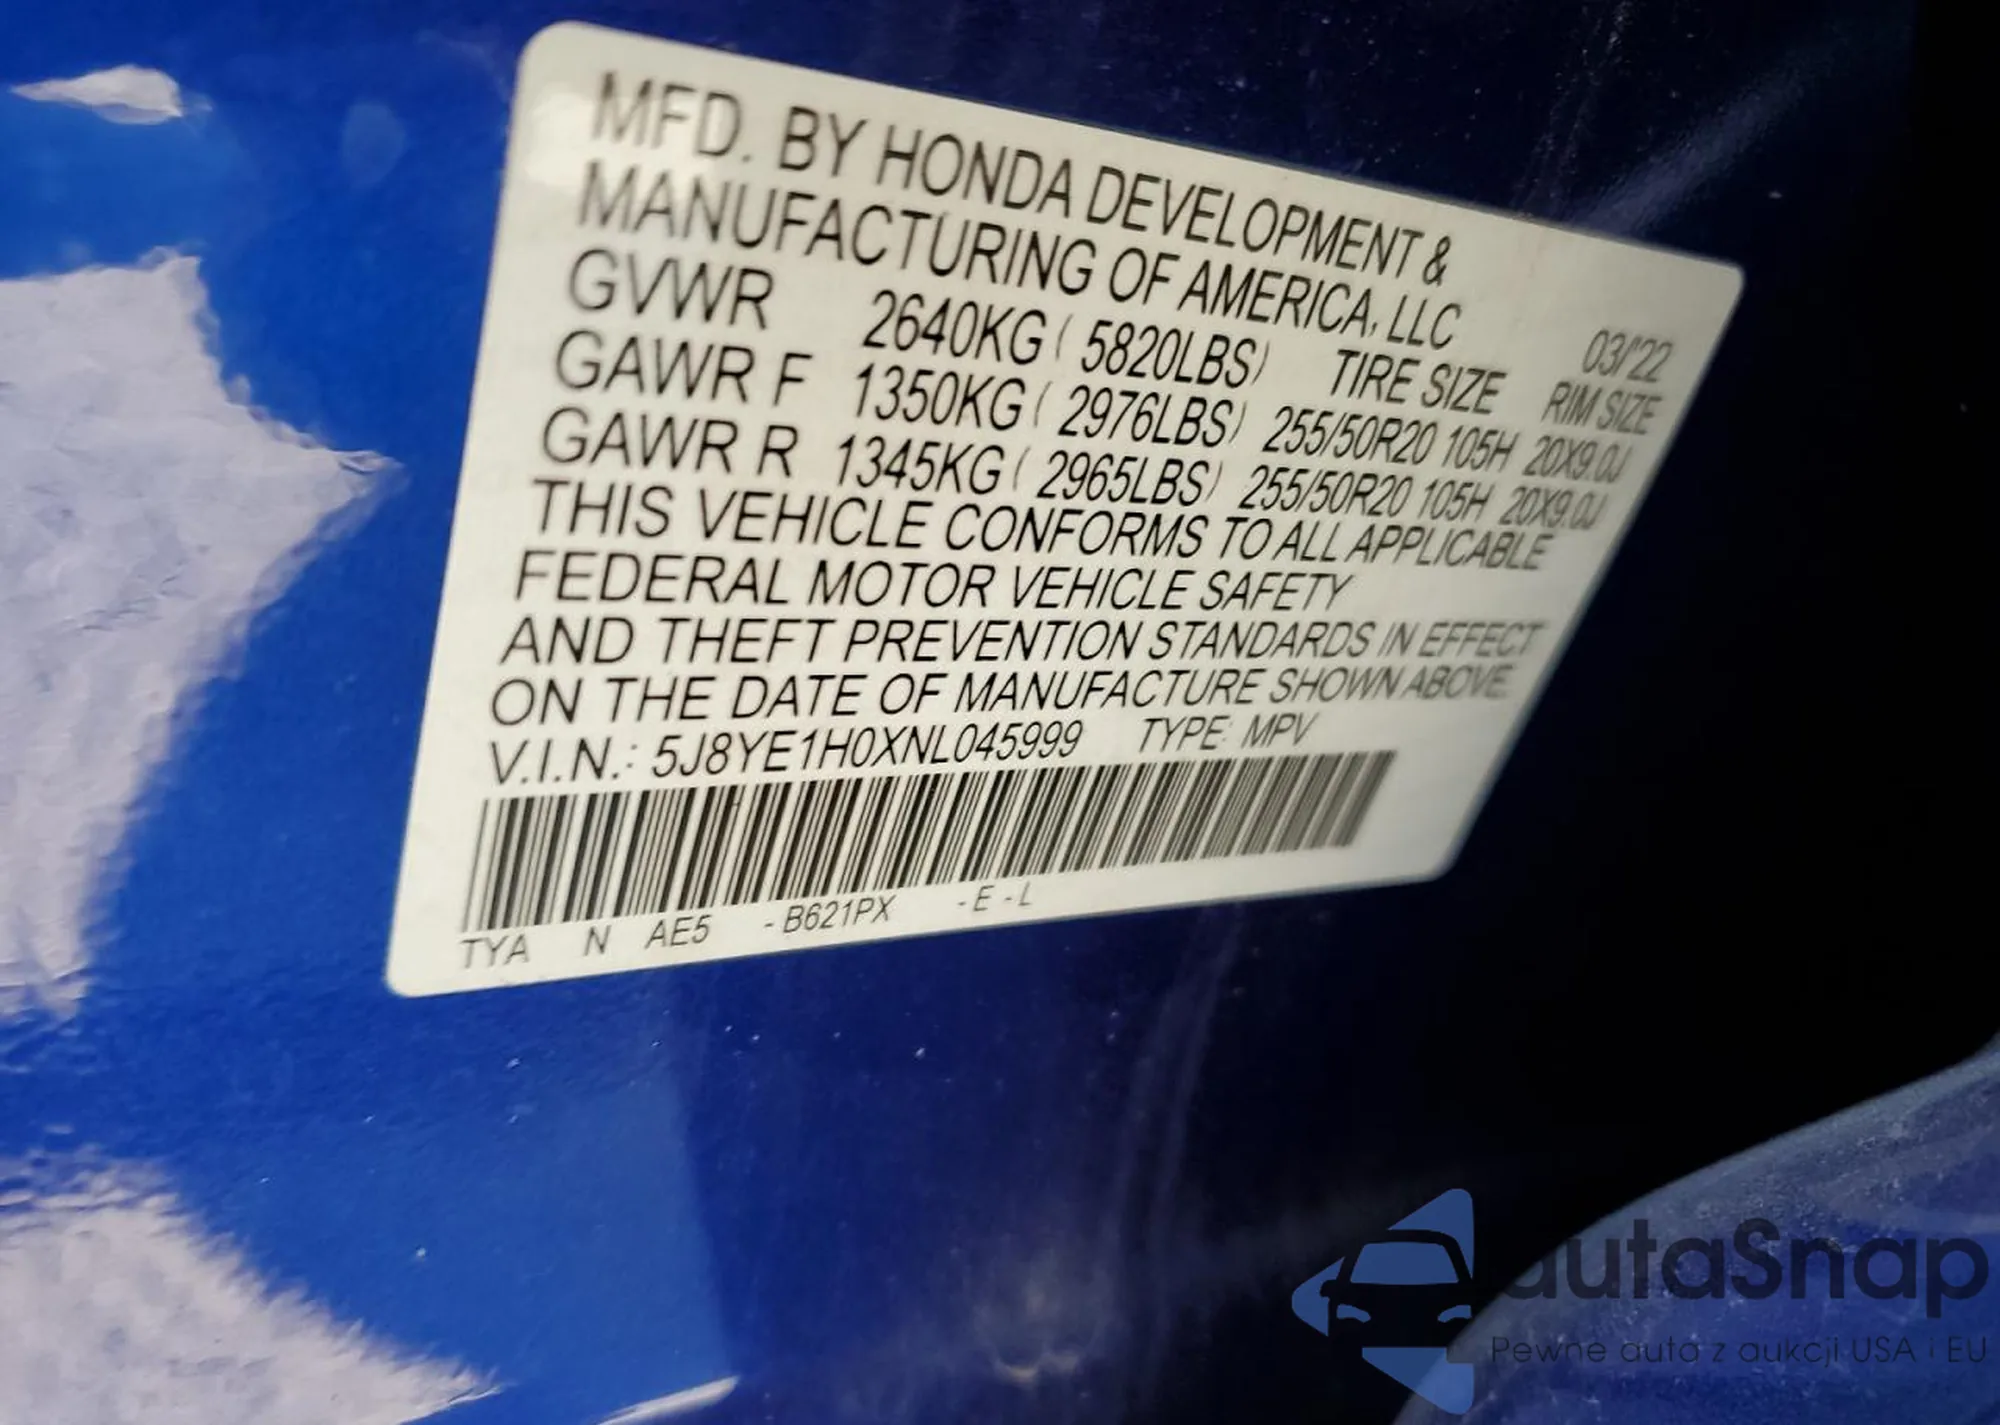 MFD. BY HONDA DEVELOPMENT &
MANUFACTURING OF AMERICA, LLC 03/'22
GVWR 2640KG ( 5820LBS) TIRE SIZE RIM SIZE
GAWR F 1350KG ( 2976LBS) 255/50R20 105H 20X9.0J
GAWR R 1345KG ( 2965LBS) 255/50R20 105H 20X9.0J
THIS VEHICLE CONFORMS TO ALL APPLICABLE
FEDERAL MOTOR VEHICLE SAFETY
AND THEFT PREVENTION STANDARDS IN EFFECT
ON THE DATE OF MANUFACTURE SHOWN ABOVE.
V.I.N.: 5J8YE1H0XNL045999 TYPE: MPV
TYA N AE5 - B621PX - E - L
autaSnap
Pewne auta z aukcji USA i EU